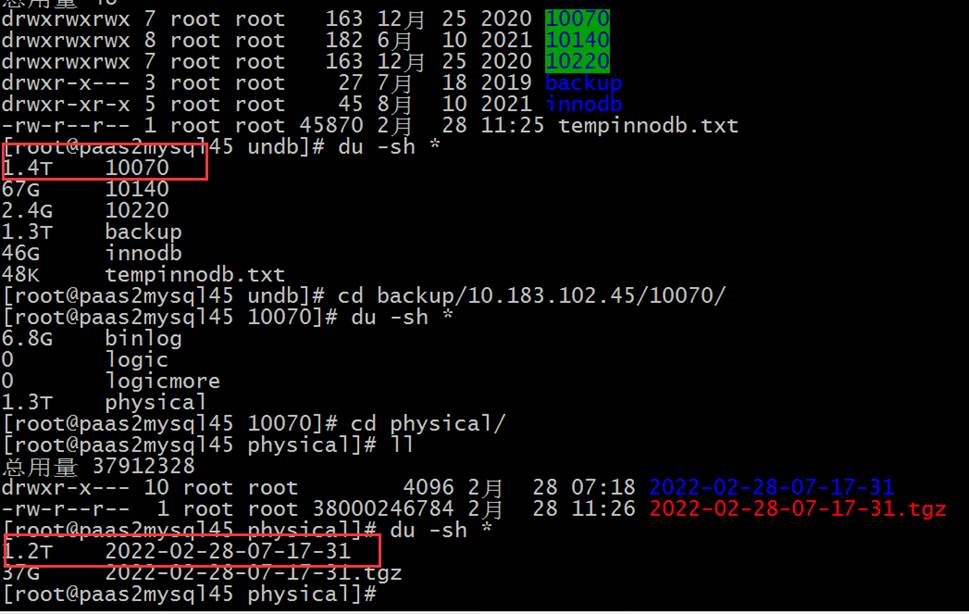 总用量 48
drwxrwxrwx 7 root root 163 12月 25 2020 10070
drwxrwxrwx 8 root root 182 6月 10 2021 10140
drwxrwxrwx 7 root root 163 12月 25 2020 10220
drwxr-x--- 3 root root 27 7月 18 2019 backup
drwxr-xr-x 5 root root 45 8月 10 2021 innodb
-rw-r--r-- 1 root root 45870 2月 28 11:25 tempinnodb.txt
[root@paas2mysql45 undb]# du -sh *
1.4T 10070
67G 10140
2.4G 10220
1.3T backup
46G innodb
48K tempinnodb.txt
[root@paas2mysql45 undb]# cd backup/10.183.102.45/10070/
[root@paas2mysql45 10070]# du -sh *
6.8G binlog
0 logic
0 logicmore
1.3T physical
[root@paas2mysql45 10070]# cd physical/
[root@paas2mysql45 physical]# ll
总用量 37912328
drwxr-x--- 10 root root 4096 2月 28 07:18 2022-02-28-07-17-31
-rw-r--r-- 1 root root 38000246784 2月 28 11:26 2022-02-28-07-17-31.tgz
[root@paas2mysql45 physical]# du -sh *
1.2T 2022-02-28-07-17-31
37G 2022-02-28-07-17-31.tgz
[root@paas2mysql45 physical]#